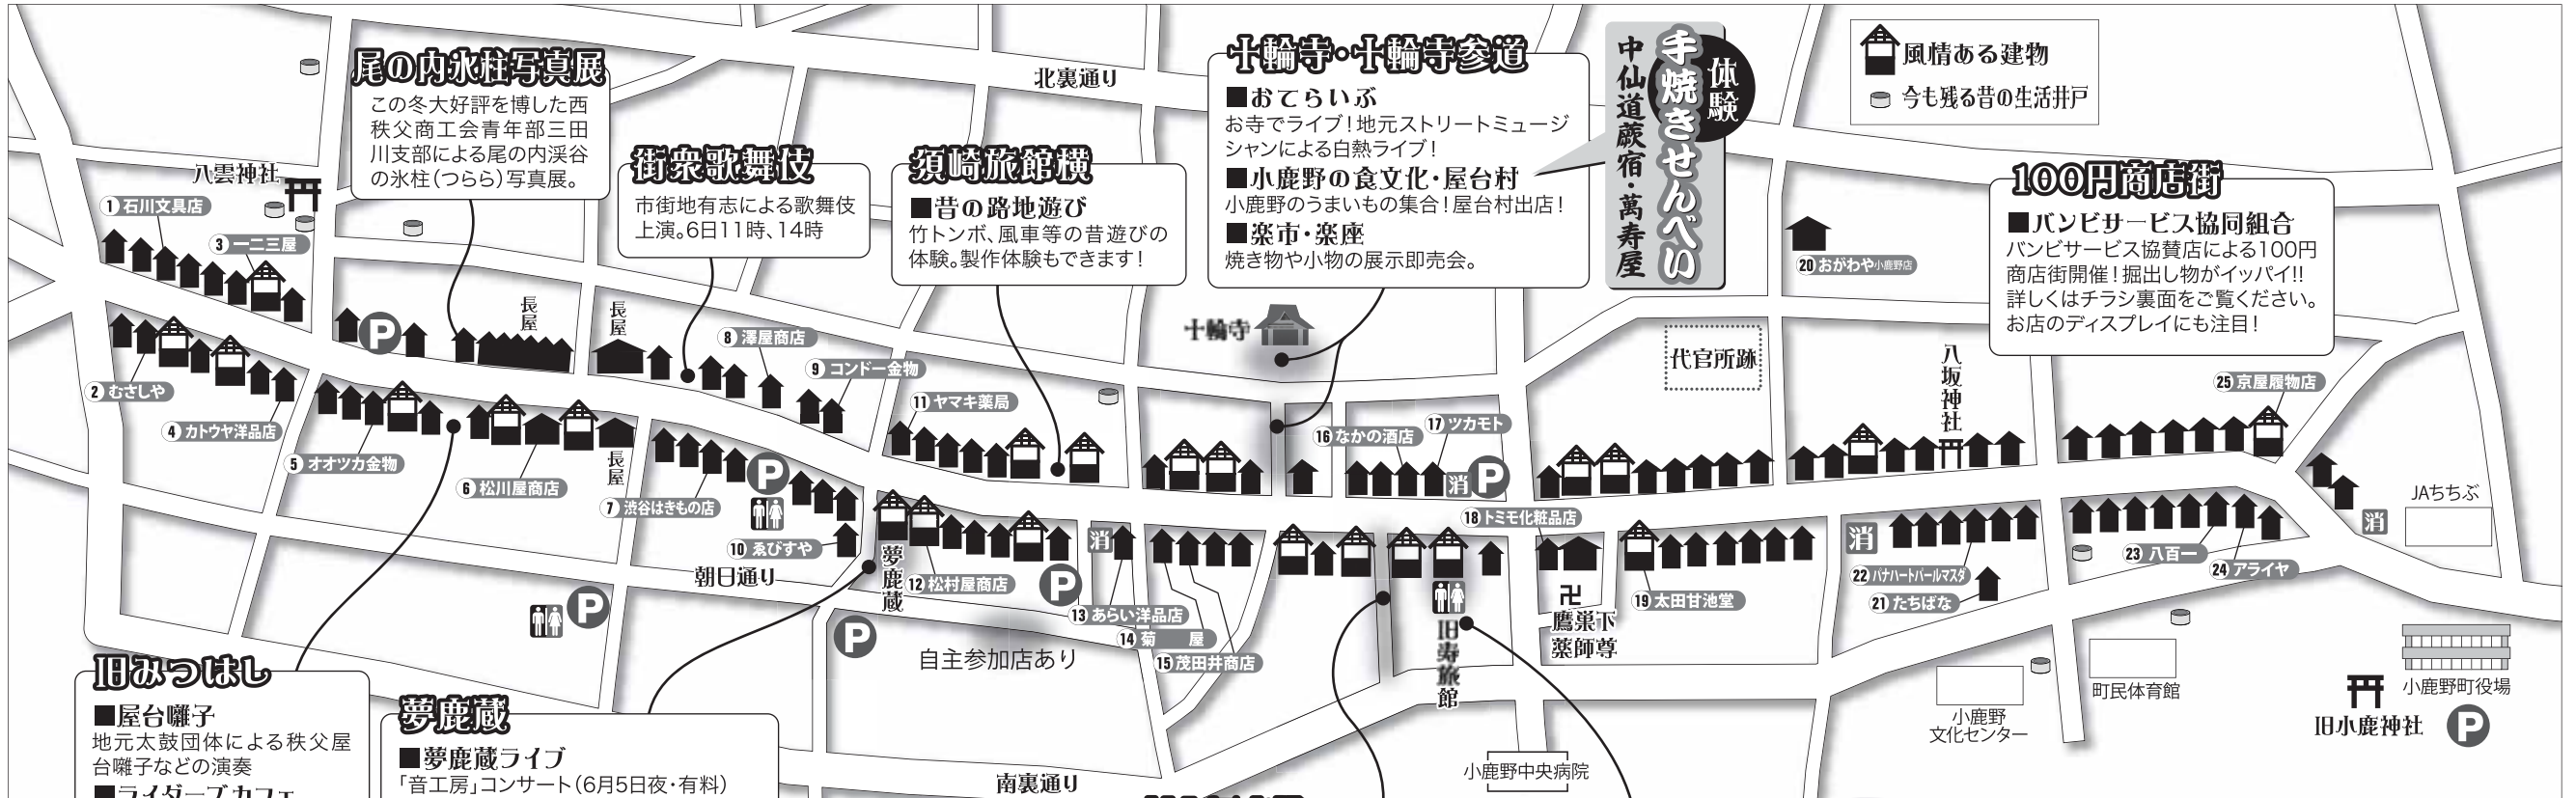 尾の内氷柱写真展
この冬大好評を博した西
秩父商工会青年部三田
川支部による尾の内渓谷
の氷柱(つらら)写真展。
街衆歌舞伎
市街地有志による歌舞伎
上演。6日11時、14時
須崎旅館横
■昔の路地遊び
竹トンボ、風車等の昔遊びの
体験。製作体験もできます!
十輪寺・十輪寺参道
■おてらいぶ
お寺でライブ!地元ストリートミュージ
シャンによる白熱ライブ!
■小鹿野の食文化・屋台村
小鹿野のうまいもの集合!屋台村出店!
■楽市・楽座
焼き物や小物の展示即売会。
体験
手焼きせんべい
中仙道蕨宿・萬寿屋
風情ある建物
今も残る昔の生活井戸
100円商店街
■バンビサービス協同組合
バンビサービス協賛店による100円
商店街開催!掘出し物がイッパイ!!
詳しくはチラシ裏面をご覧ください。
お店のディスプレイにも注目!
北裏通り
八雲神社
1 石川文具店
3 一二三屋
2 むさしや
4 カトウヤ洋品店
P
長屋
長屋
5 オオツカ金物
6 松川屋商店
長屋
7 渋谷はきもの店
8 澤屋商店
9 コンドー金物
P
10 ゑびすや
朝日通り
11 ヤマキ薬局
夢鹿蔵
12 松村屋商店
P
消
13 あらい洋品店
14 菊 屋
15 茂田井商店
P
P
自主参加店あり
十輪寺
16 なかの酒店
17 ツカモト
消
P
18 トミモ化粧品店
旧寿旅館
卍
鷹巣下
薬師尊
19 太田甘池堂
20 おがわや小鹿野店
代官所跡
八坂神社
消
22 パナハートパールマスダ
21 たちばな
25 京屋履物店
23 八百一
24 アライヤ
JAちちぶ
消
小鹿野
文化センター
町民体育館
小鹿野町役場
旧小鹿神社
P
小鹿野中央病院
南裏通り
旧みつはし
■屋台囃子
地元太鼓団体による秩父屋
台囃子などの演奏
■ライダーズカフェ
夢鹿蔵
■夢鹿蔵ライブ
「音工房」コンサート(6月5日夜・有料)